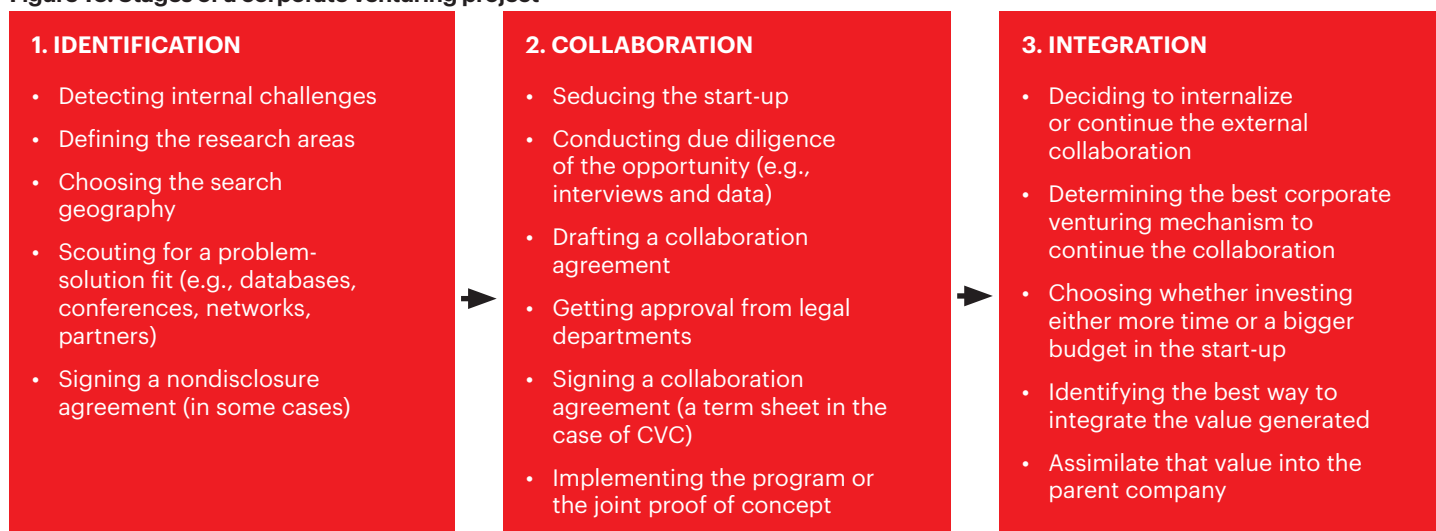 Stages of a corporate venturing project
1. IDENTIFICATION
• Detecting internal challenges
• Defining the research areas
• Choosing the search
geography
• Scouting for a problem-
solution fit (e.g., databases,
conferences, networks,
partners)
• Signing a nondisclosure
agreement (in some cases)
2. COLLABORATION
• Seducing the start-up
• Conducting due diligence
of the opportunity (e.g.,
interviews and data)
• Drafting a collaboration
agreement
• Getting approval from legal
departments
• Signing a collaboration
agreement (a term sheet in the
case of CVC)
• Implementing the program or
the joint proof of concept
3. INTEGRATION
• Deciding to internalize
or continue the external
collaboration
• Determining the best corporate
venturing mechanism to
continue the collaboration
• Choosing whether investing
either more time or a bigger
budget in the start-up
• Identifying the best way to
integrate the value generated
• Assimilate that value into the
parent company